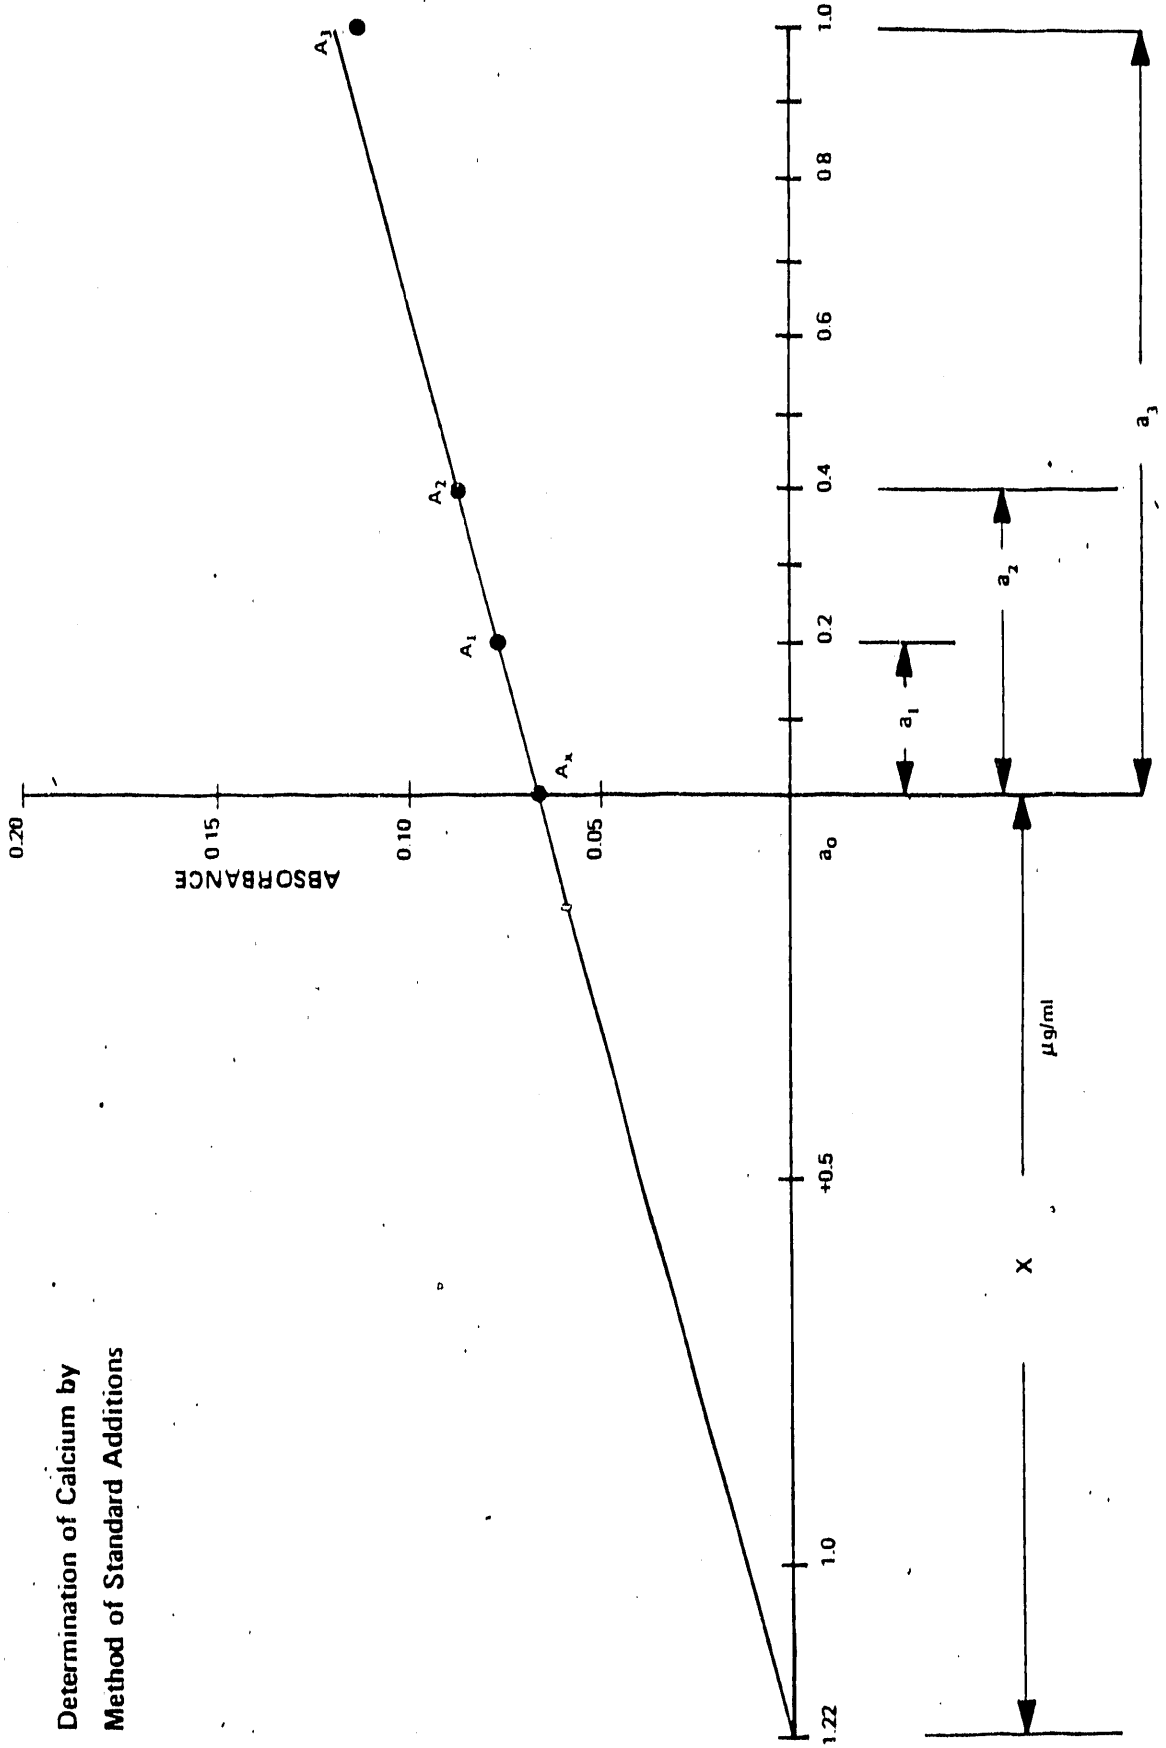 Determination of Calcium by
Method of Standard Additions
ABSORBANCE
0.20
0 15
0.10
0.05
A₃
A₂
A₁
Aₓ
1.22
1.0
+0.5
a₀
0.2
0.4
0.6
0.8
1.0
a₁
a₂
a₃
X
µg/ml